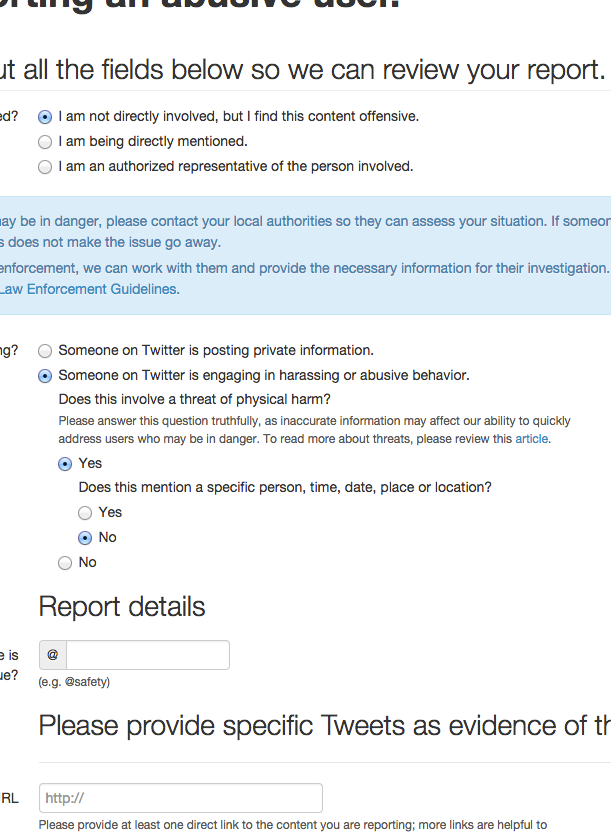 rting an abusive user.
ut all the fields below so we can review your report.
ed?
I am not directly involved, but I find this content offensive.
I am being directly mentioned.
I am an authorized representative of the person involved.
may be in danger, please contact your local authorities so they can assess your situation. If someon
s does not make the issue go away.
enforcement, we can work with them and provide the necessary information for their investigation.
Law Enforcement Guidelines.
ng?
Someone on Twitter is posting private information.
Someone on Twitter is engaging in harassing or abusive behavior.
Does this involve a threat of physical harm?
Please answer this question truthfully, as inaccurate information may affect our ability to quickly
address users who may be in danger. To read more about threats, please review this article.
Yes
Does this mention a specific person, time, date, place or location?
Yes
No
No
Report details
e is
ue?
@
(e.g. @safety)
Please provide specific Tweets as evidence of th
RL
http://
Please provide at least one direct link to the content you are reporting; more links are helpful to